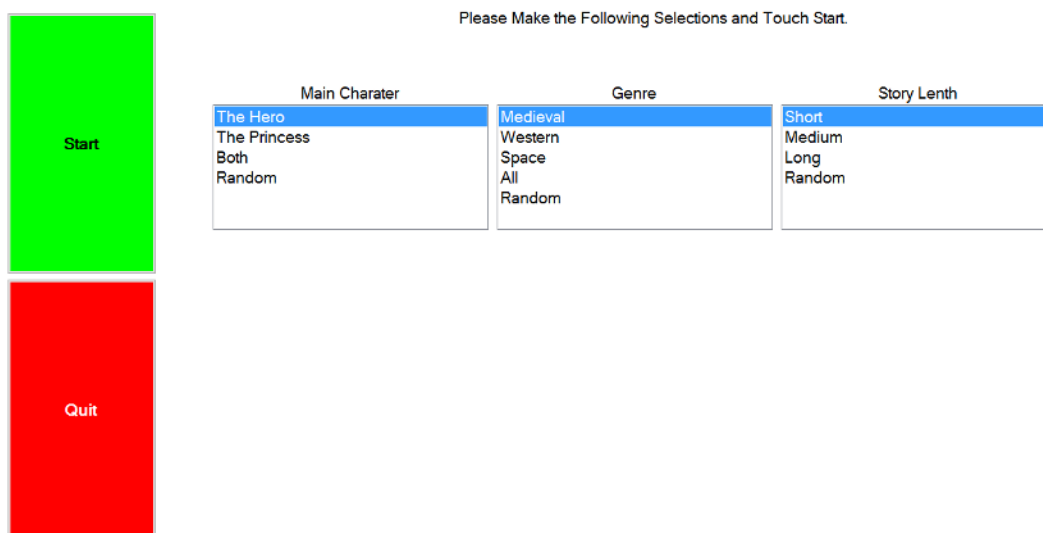 Please Make the Following Selections and Touch Start.
Start
Quit
Main Charater
The Hero
The Princess
Both
Random
Genre
Medieval
Western
Space
All
Random
Story Lenth
Short
Medium
Long
Random